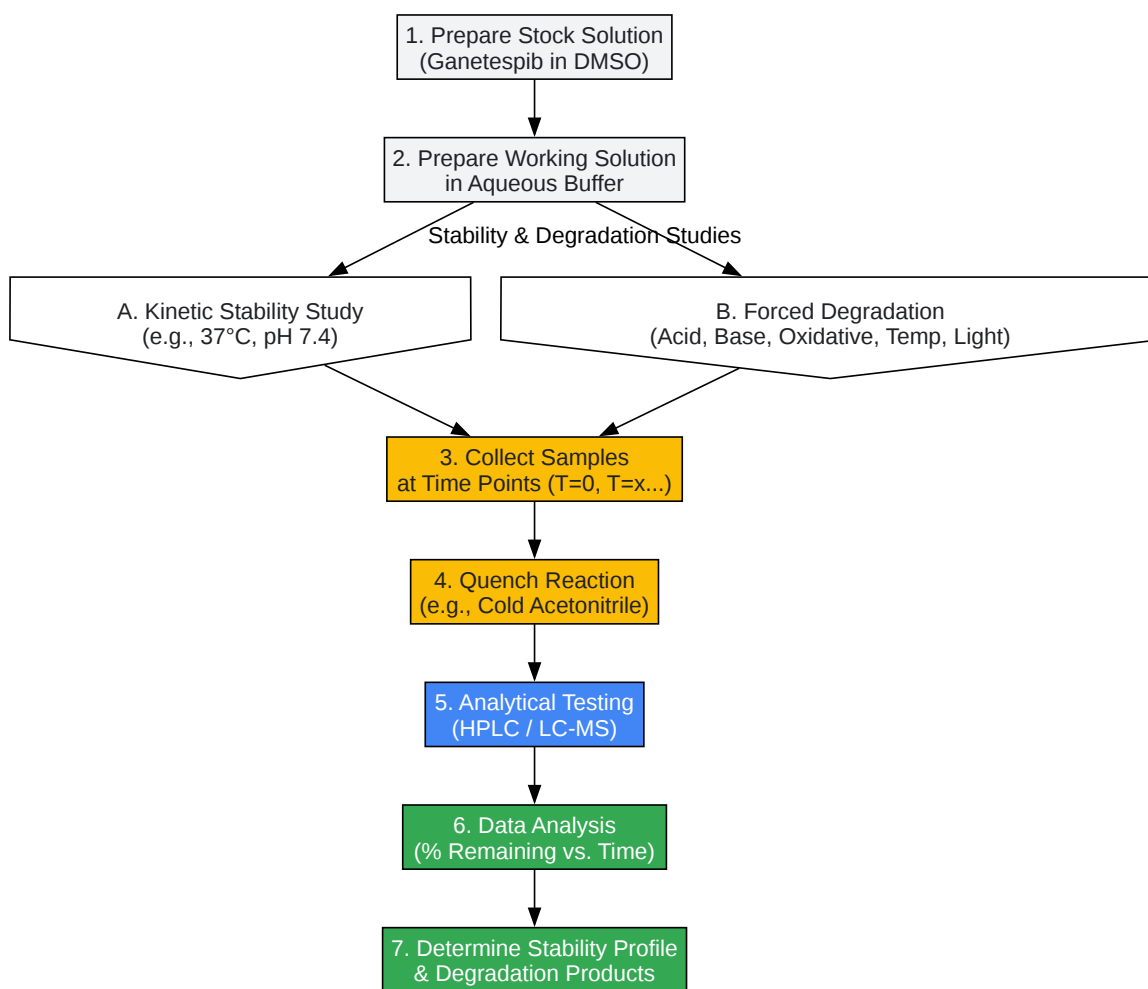 1. Prepare Stock Solution
(Ganetespib in DMSO)
2. Prepare Working Solution
in Aqueous Buffer
Stability & Degradation Studies
A. Kinetic Stability Study
(e.g., 37°C, pH 7.4)
B. Forced Degradation
(Acid, Base, Oxidative, Temp, Light)
3. Collect Samples
at Time Points (T=0, T=x...)
4. Quench Reaction
(e.g., Cold Acetonitrile)
5. Analytical Testing
(HPLC / LC-MS)
6. Data Analysis
(% Remaining vs. Time)
7. Determine Stability Profile
& Degradation Products